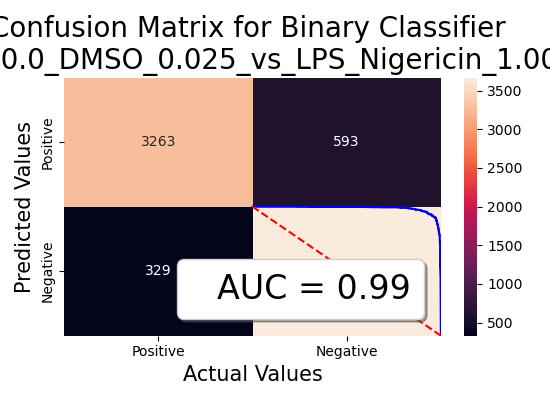 Confusion Matrix for Binary Classifier
0.0_DMSO_0.025_vs_LPS_Nigericin_1.00
Predicted Values
Positive
Negative
3263
593
329
AUC = 0.99
Positive
Negative
Actual Values
3500
3000
2500
2000
1500
1000
500